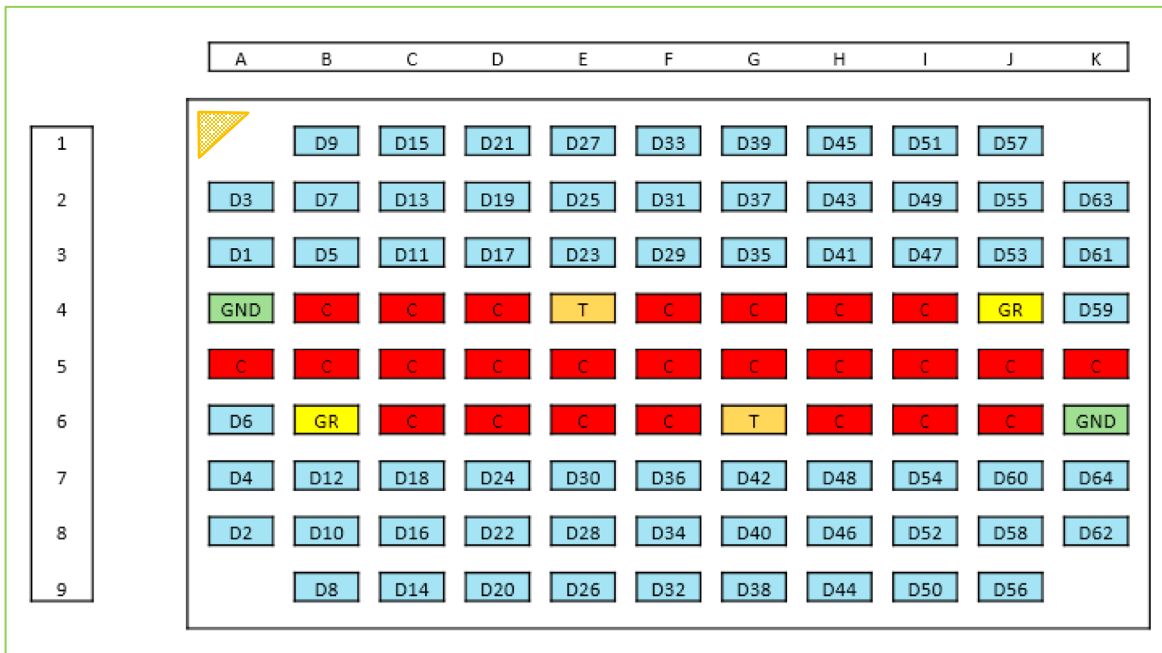 A B C D E F G H I J K
1 D9 D15 D21 D27 D33 D39 D45 D51 D57
2 D3 D7 D13 D19 D25 D31 D37 D43 D49 D55 D63
3 D1 D5 D11 D17 D23 D29 D35 D41 D47 D53 D61
4 GND C C C T C C C C GR D59
5 C C C C C C C C C C C
6 D6 GR C C C C T C C C GND
7 D4 D12 D18 D24 D30 D36 D42 D48 D54 D60 D64
8 D2 D10 D16 D22 D28 D34 D40 D46 D52 D58 D62
9 D8 D14 D20 D26 D32 D38 D44 D50 D56